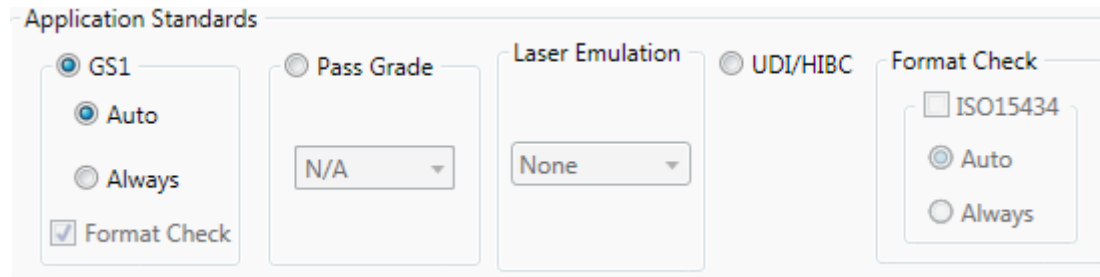 Application Standards
GS1
Auto
Always
Format Check
Pass Grade
N/A
Laser Emulation
None
UDI/HIBC
Format Check
ISO15434
Auto
Always